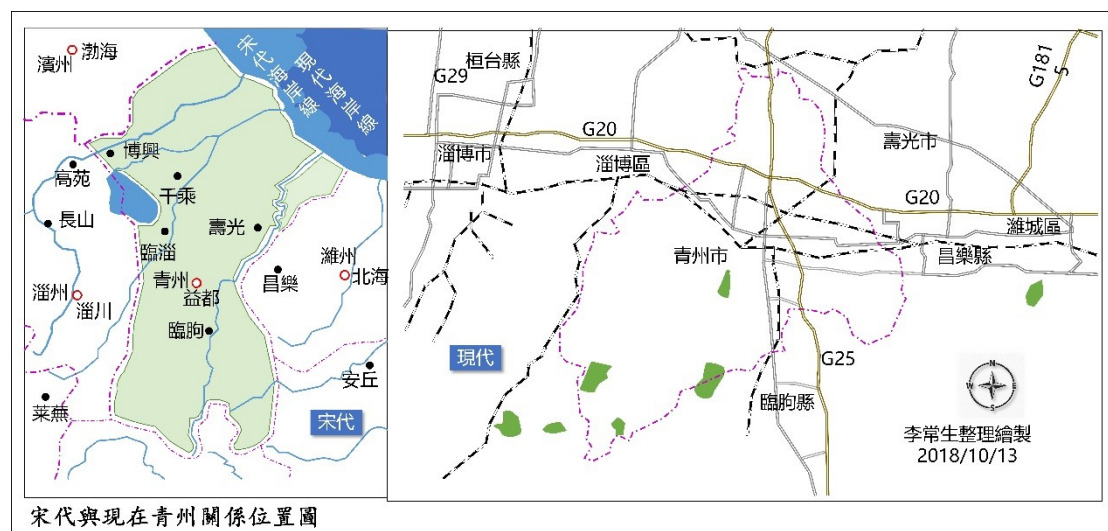 濱州
渤海
宋代海岸線
現代海岸線
博興
高苑
千乘
長山
壽光
臨淄
濰州
青州
昌樂
北海
益都
淄州
淄川
臨朐
安丘
莱蕪
宋代
桓台縣
G29
G1815
G20
壽光市
淄博市
淄博區
G20
濰城區
青州市
昌樂縣
現代
G25
臨朐縣
N
W
E
S
李常生整理繪製
2018/10/13
宋代與現在青州關係位置圖